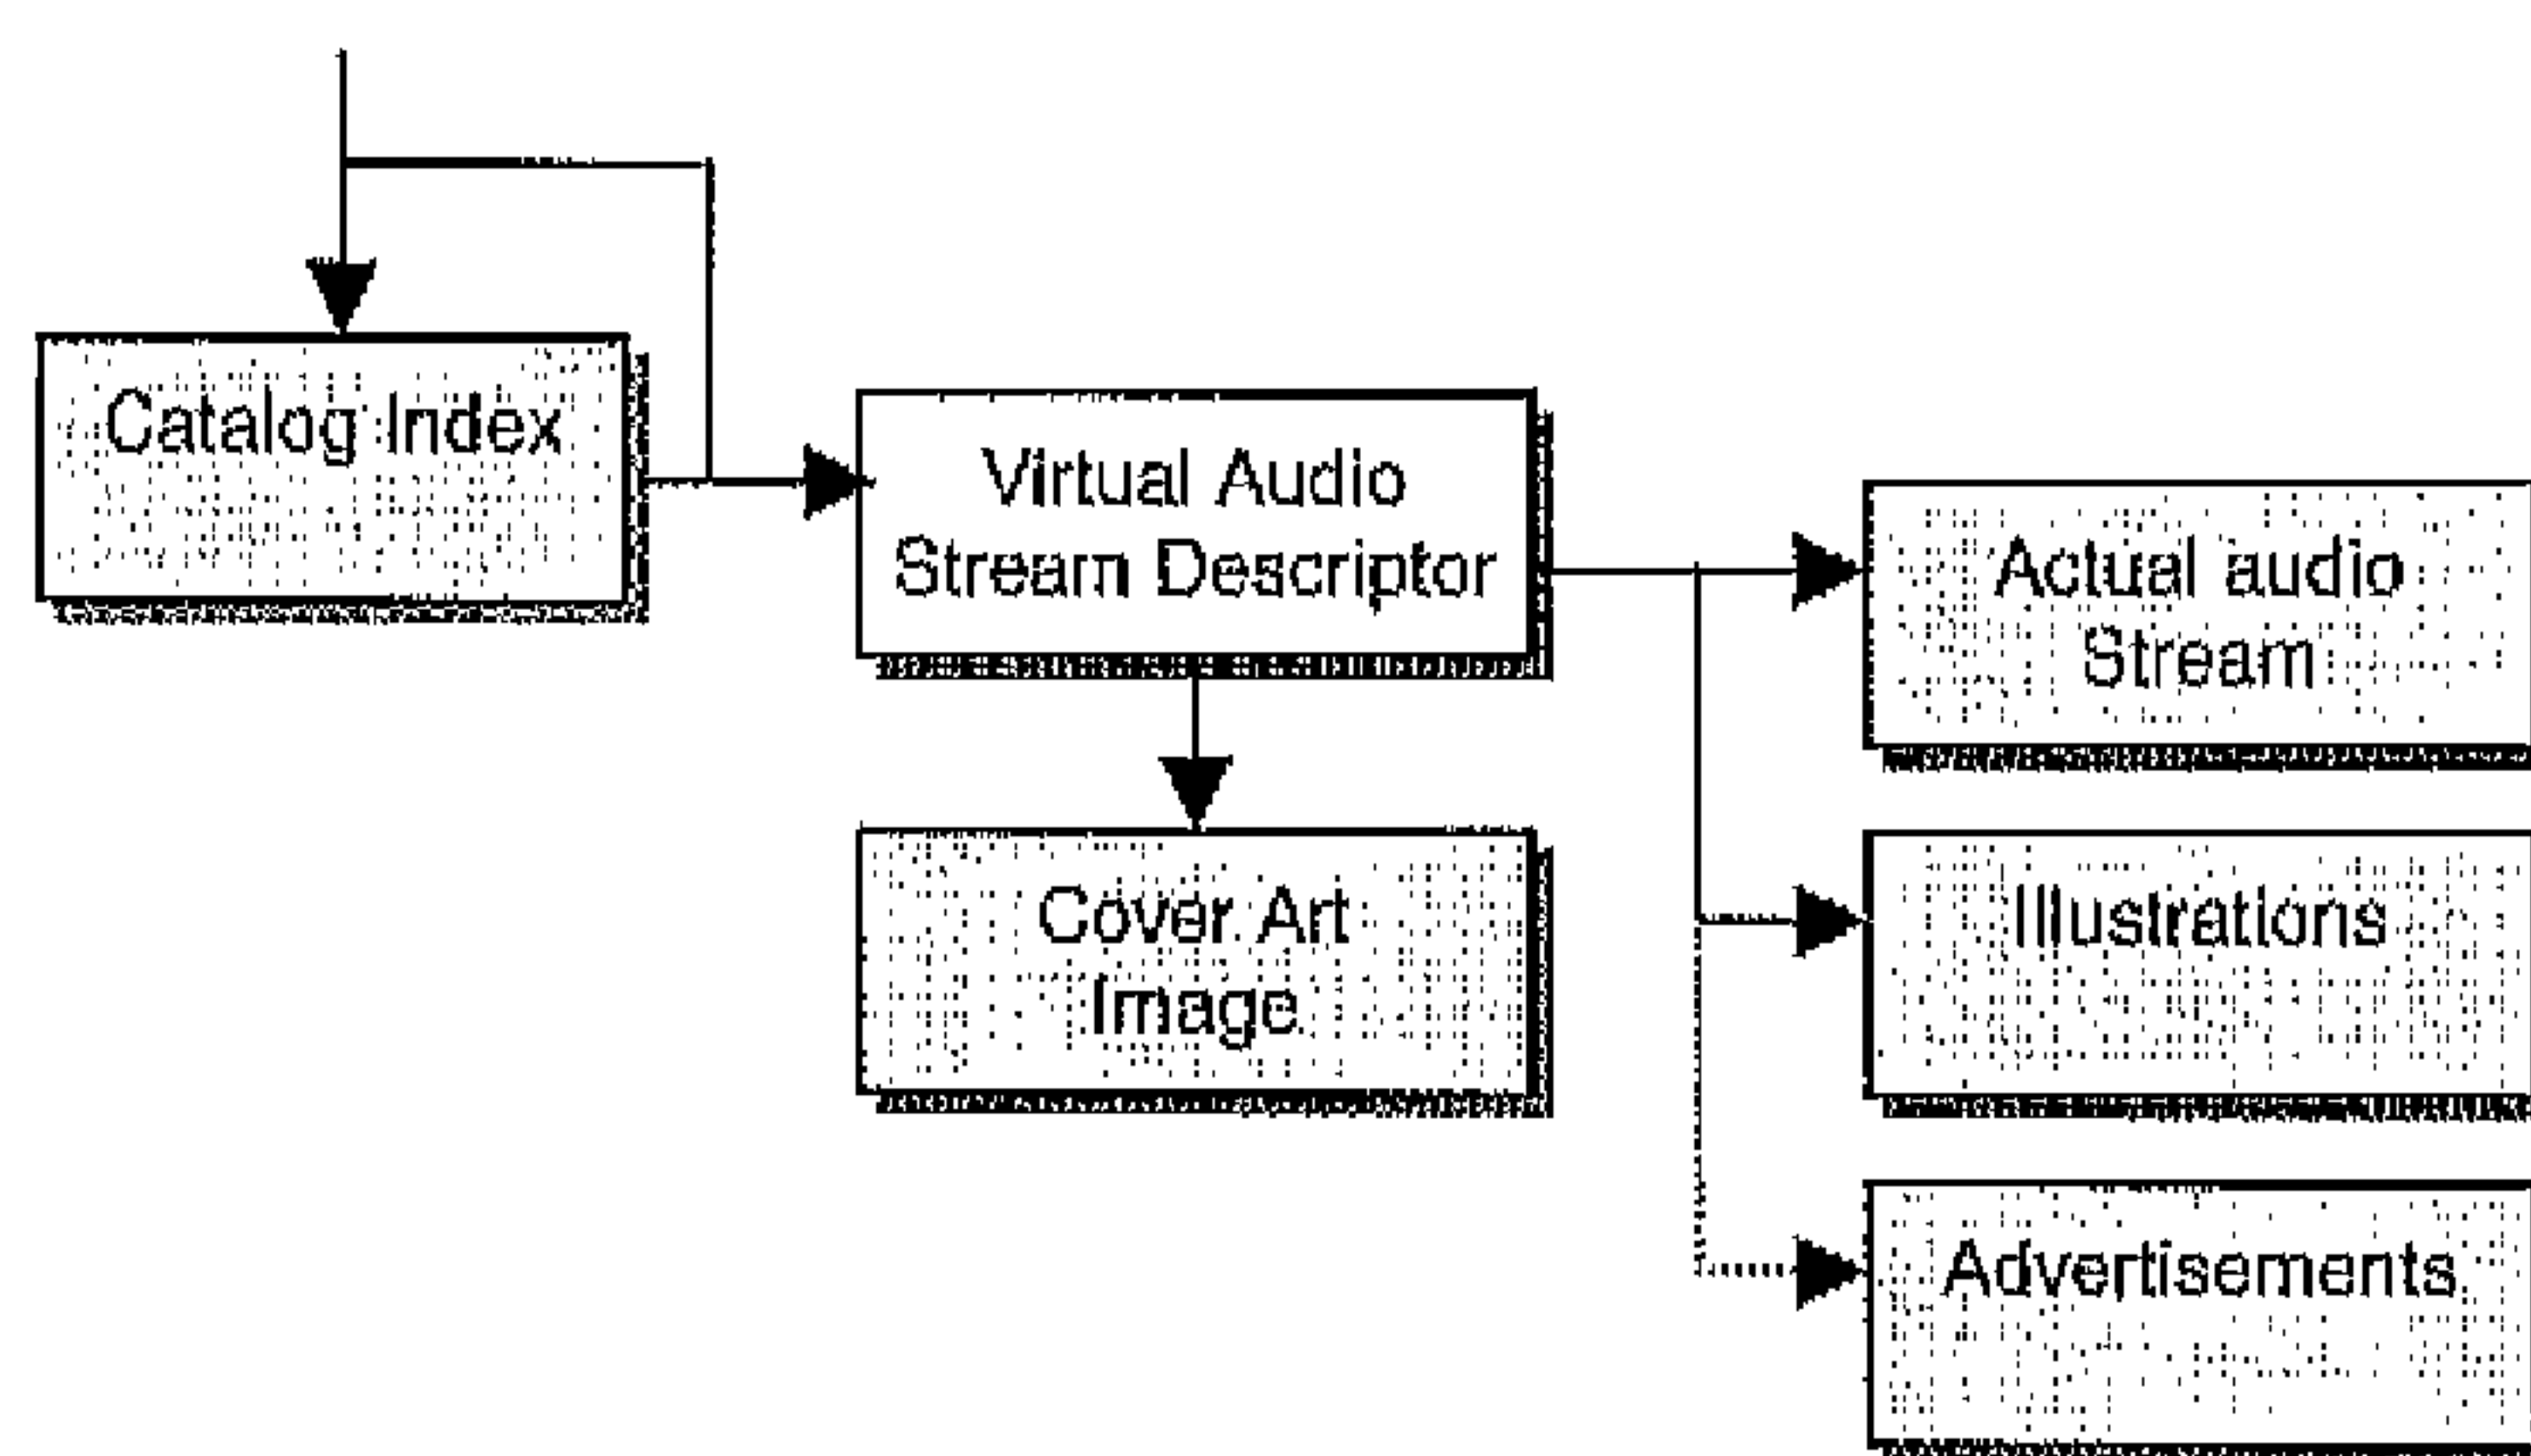 Catalog Index
Virtual Audio
Stream Descriptor
Actual audio
Stream
Cover Art
Image
Illustrations
Advertisements